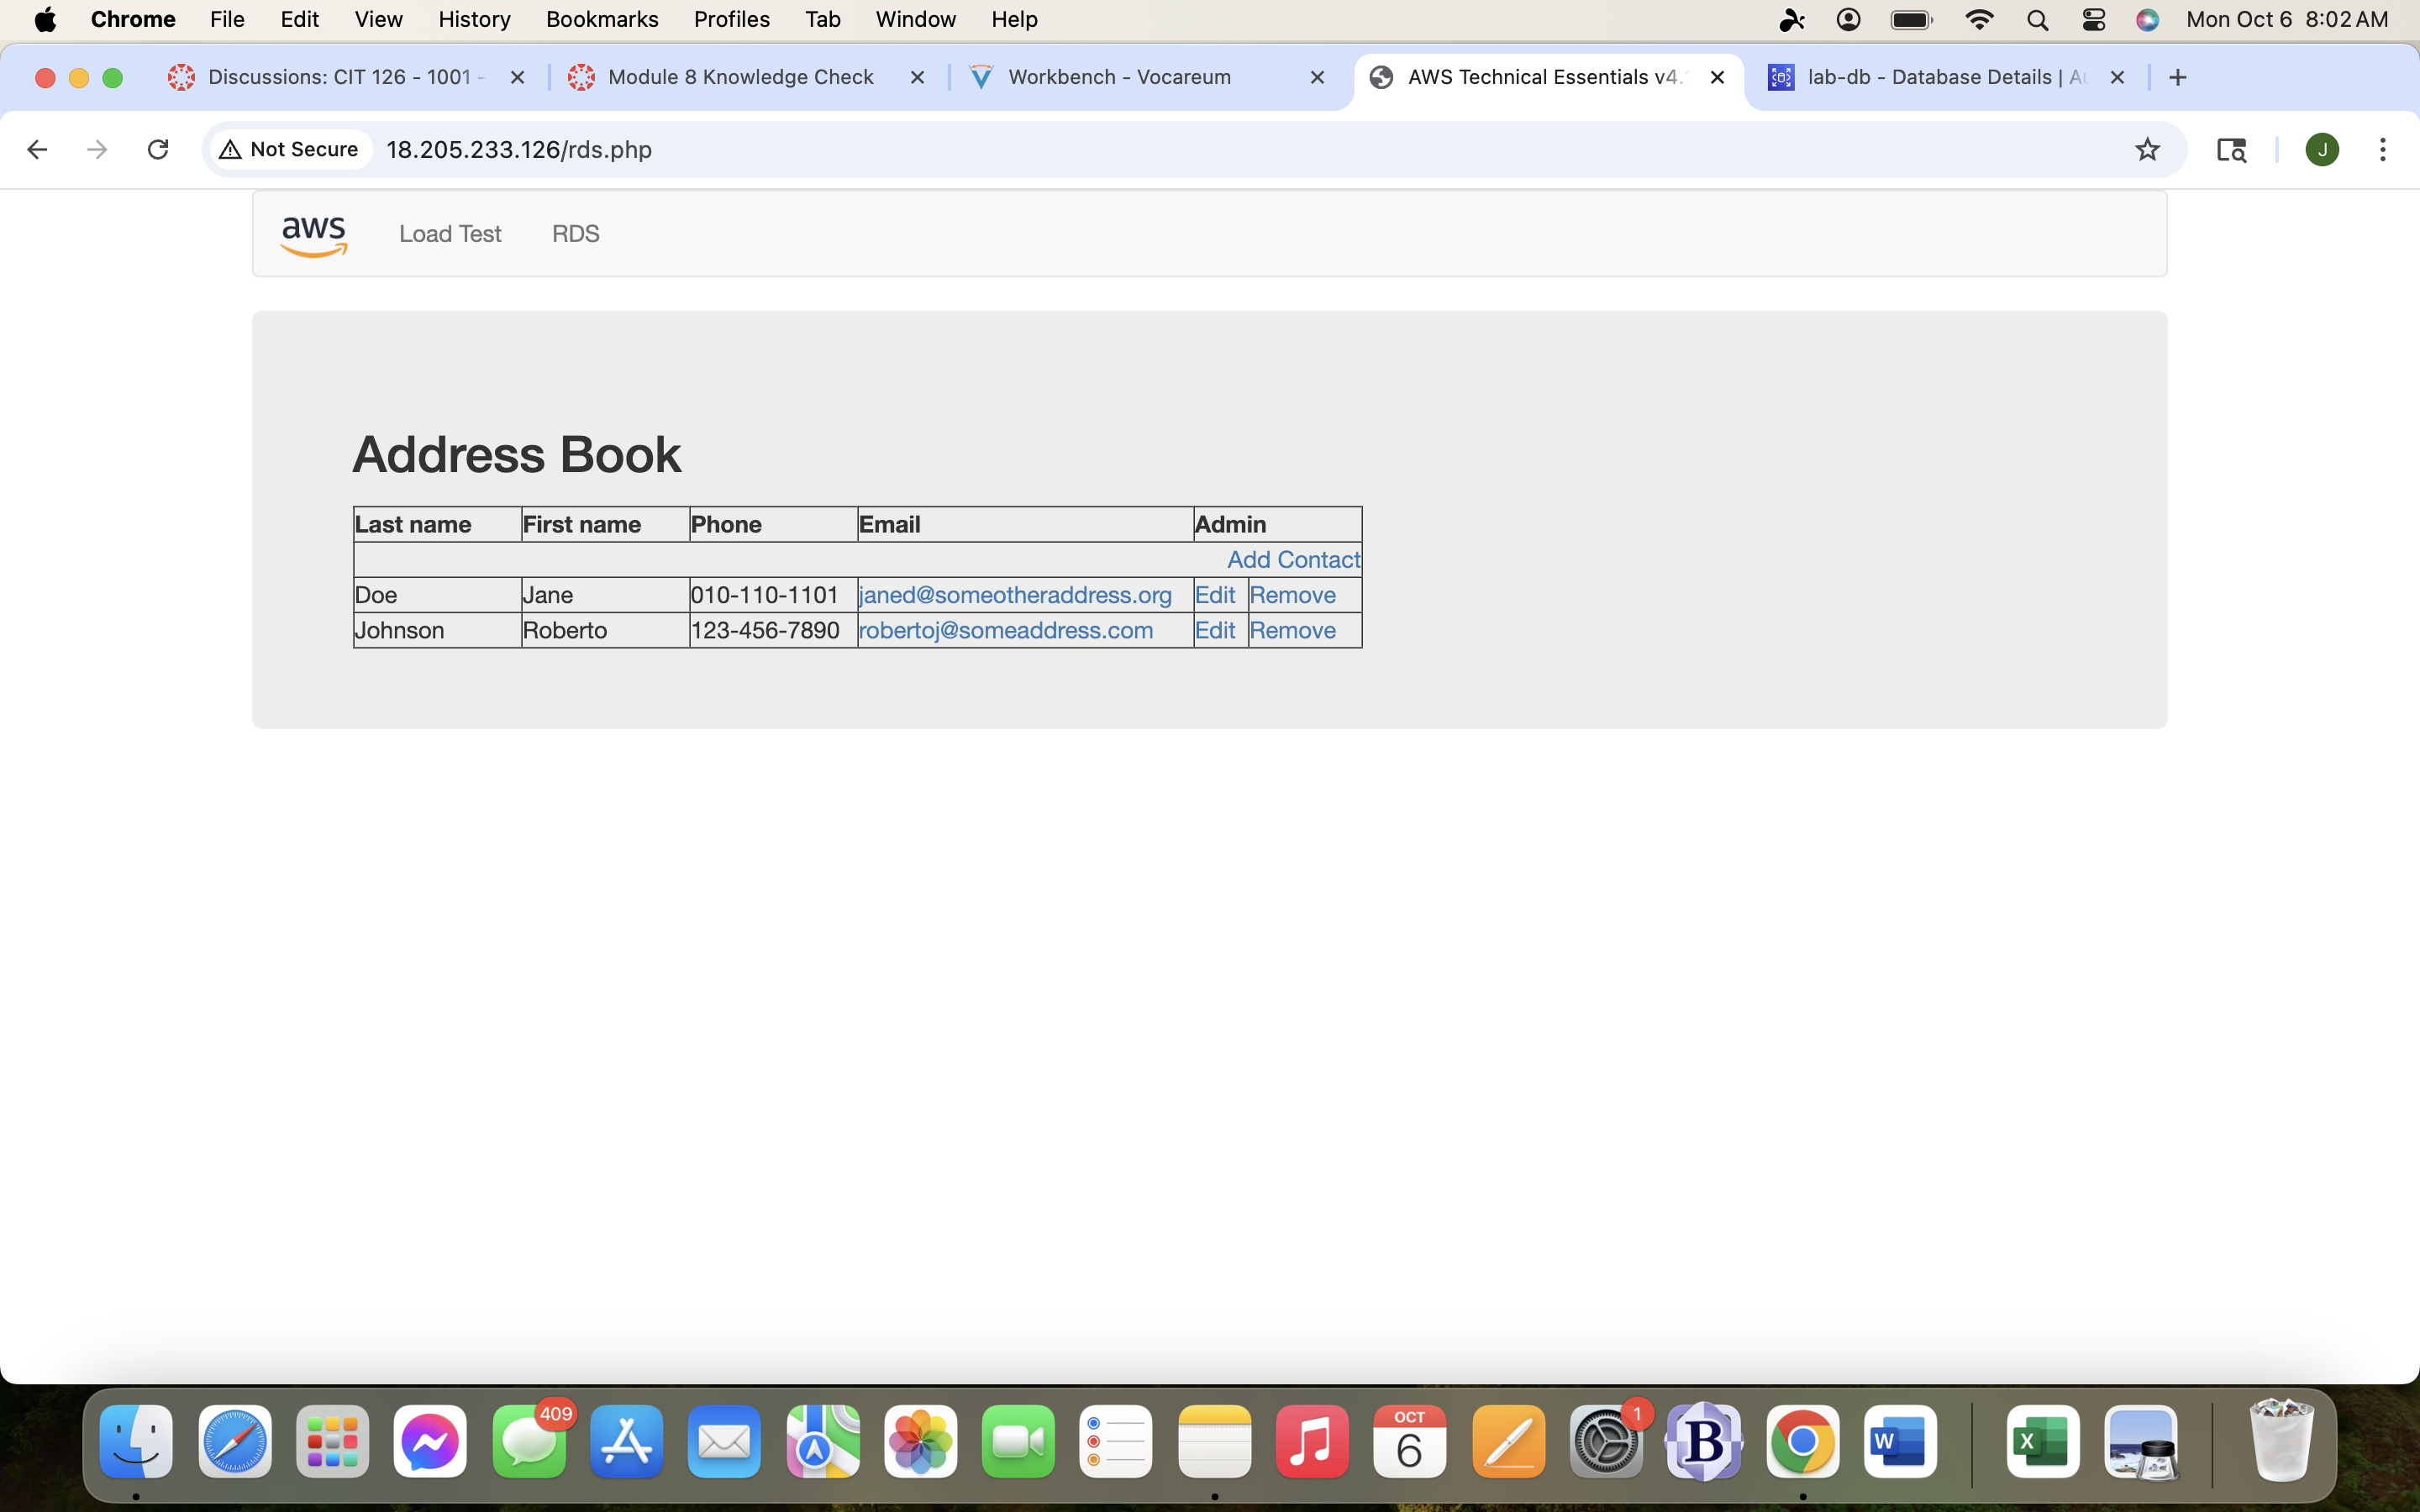 Chrome File Edit View History Bookmarks Profiles Tab Window Help Mon Oct 6 8:02 AM
Discussions: CIT 126 - 1001 - Module 8 Knowledge Check Workbench - Vocareum AWS Technical Essentials v4. lab-db - Database Details | Au
Not Secure 18.205.233.126/rds.php J
aws Load Test RDS
Address Book
Last name First name Phone Email Admin
Add Contact
Doe Jane 010-110-1101 janed@someotheraddress.org Edit Remove
Johnson Roberto 123-456-7890 robertoj@someaddress.com Edit Remove
409 OCT 1
6 B W X